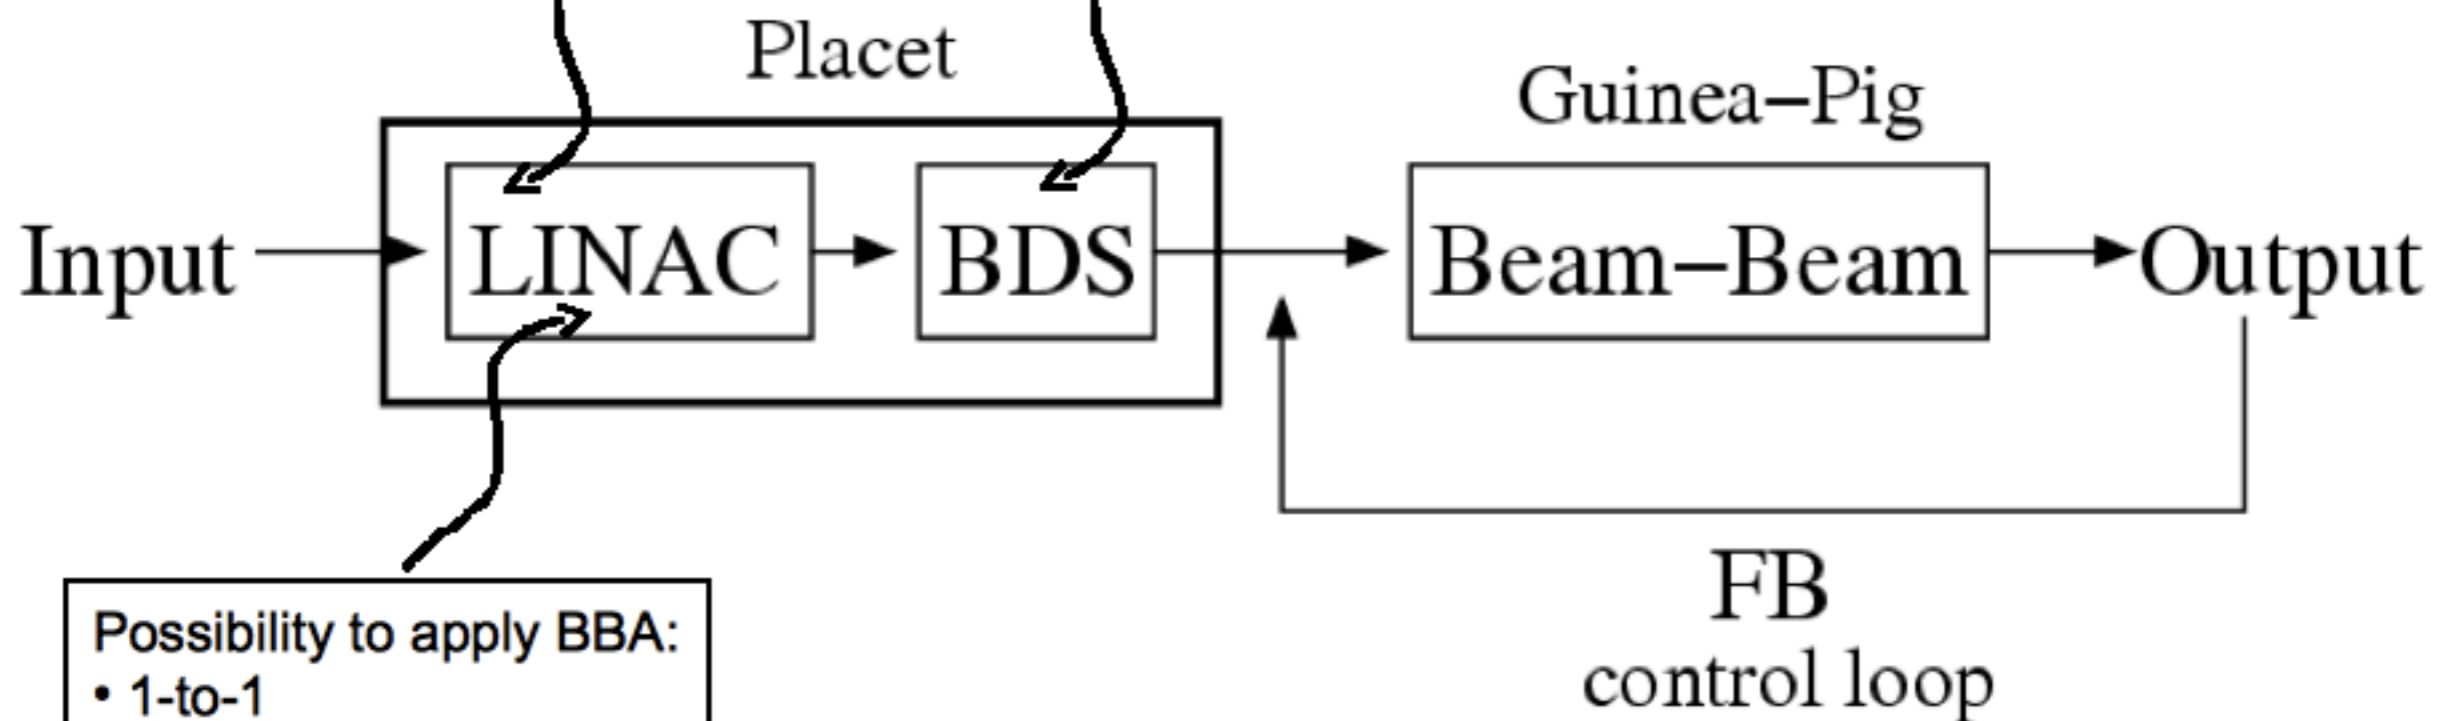 Placet
Guinea–Pig
Input
LINAC
BDS
Beam–Beam
Output
FB
control loop
Possibility to apply BBA:
• 1-to-1